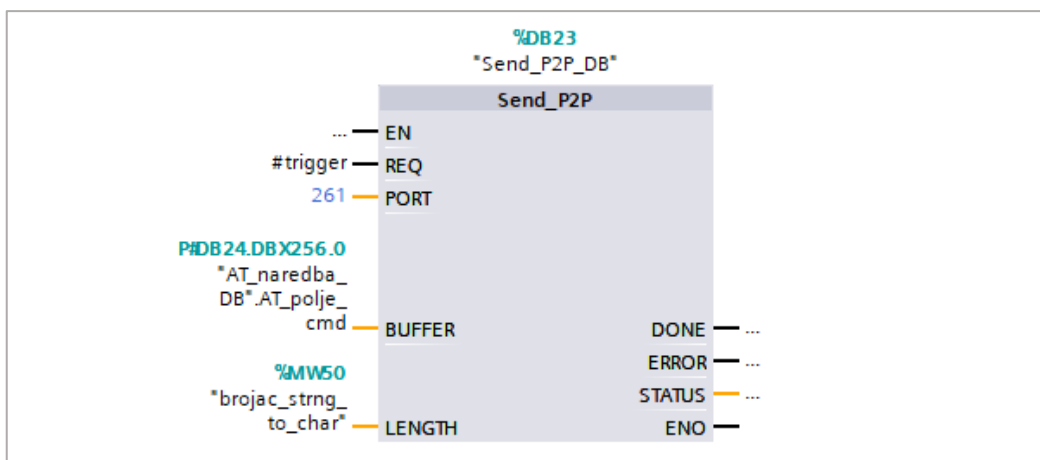 %DB23
"Send_P2P_DB"
Send_P2P
... EN
#trigger REQ
261 PORT
P#DB24.DBX256.0
"AT_naredba_
DB".AT_polje_
cmd BUFFER DONE ...
ERROR ...
%MW50
STATUS ...
"brojac_strng_
to_char" LENGTH ENO